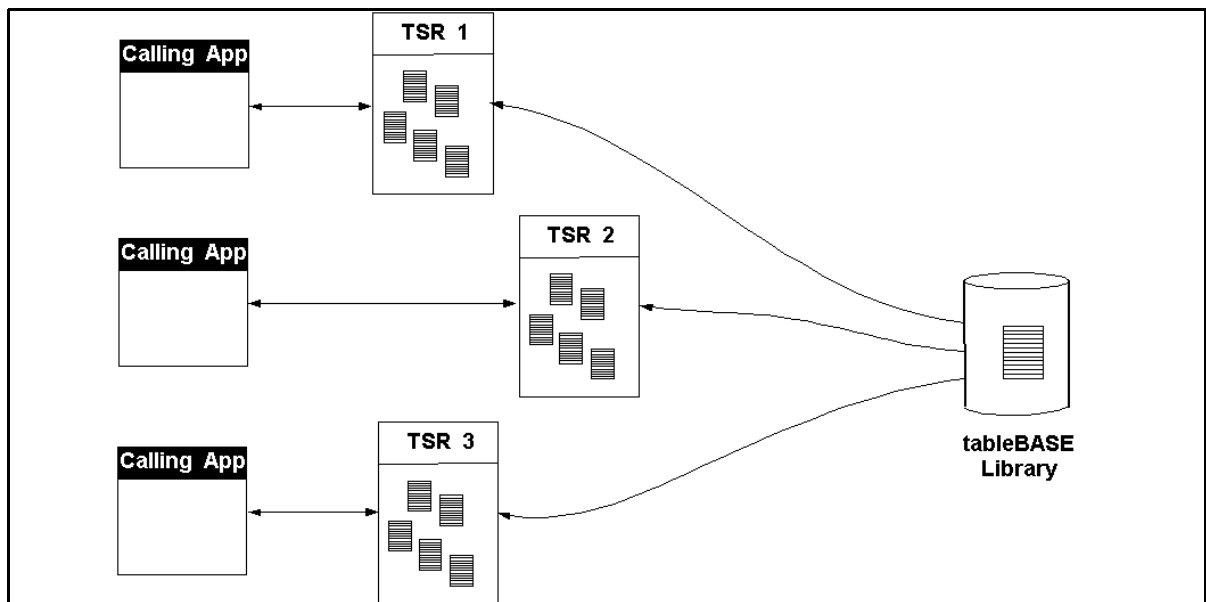 TSR 1
Calling App
TSR 2
Calling App
TSR 3
Calling App
tableBASE
Library